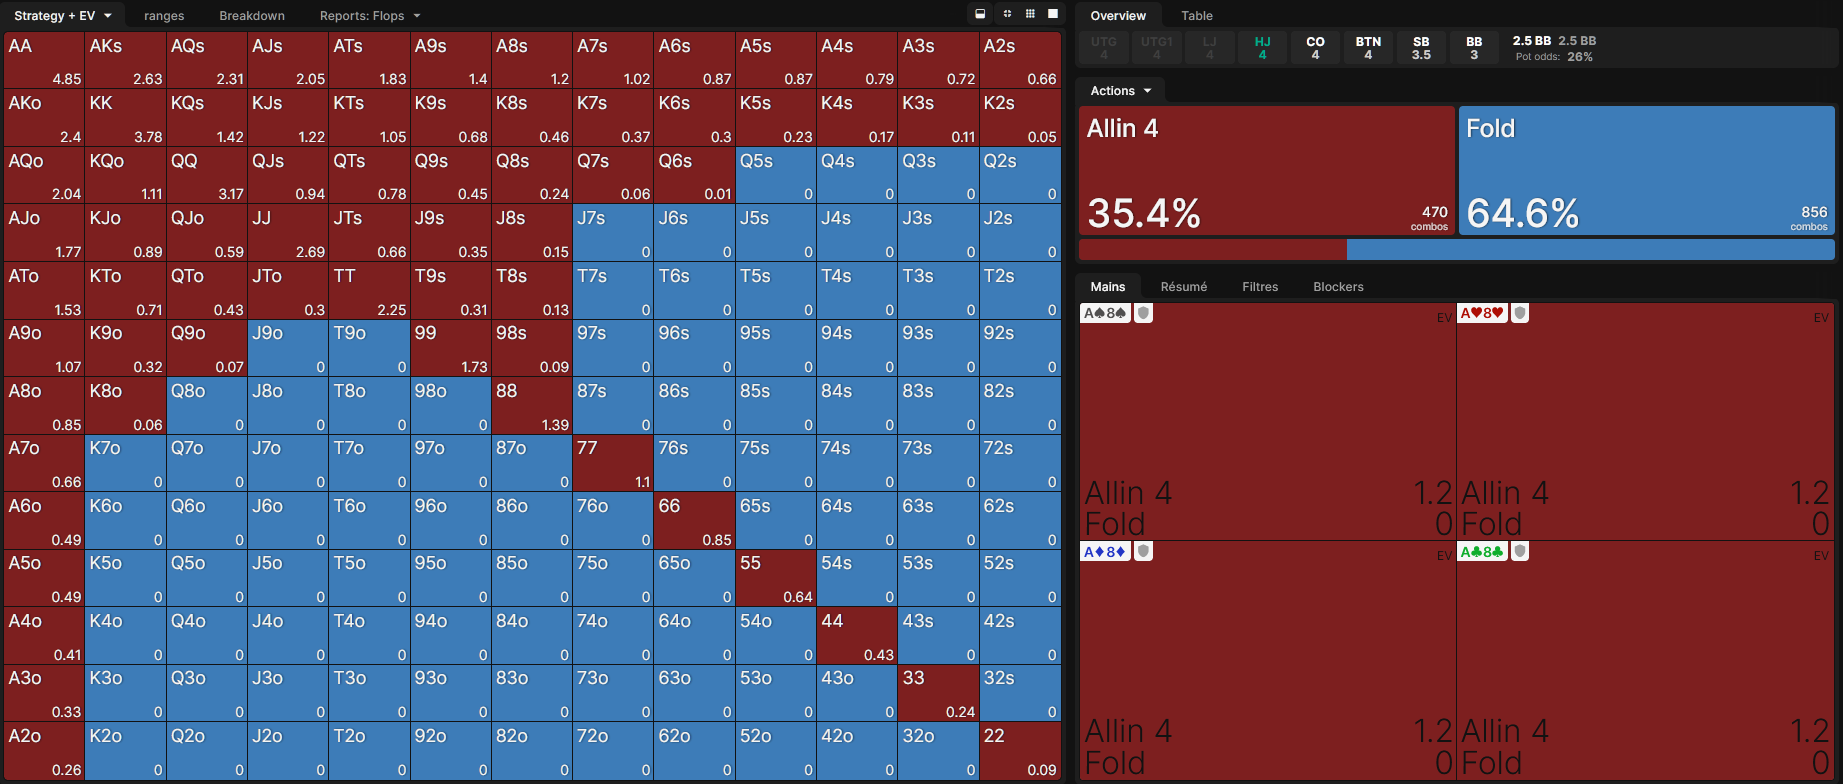 Strategy + EV ranges Breakdown Reports: Flops
AA AKs AQs AJs ATs A9s A8s A7s A6s A5s A4s A3s A2s
4.85 2.63 2.31 2.05 1.83 1.4 1.2 1.02 0.87 0.87 0.79 0.72 0.66
AKo KK KQs KJs KTs K9s K8s K7s K6s K5s K4s K3s K2s
2.4 3.78 1.42 1.22 1.05 0.68 0.46 0.37 0.3 0.23 0.17 0.11 0.05
AQo KQo QQ QJs QTs Q9s Q8s Q7s Q6s Q5s Q4s Q3s Q2s
2.04 1.11 3.17 0.94 0.78 0.45 0.24 0.06 0.01 0 0 0 0
AJo KJo QJo JJ JTs J9s J8s J7s J6s J5s J4s J3s J2s
1.77 0.89 0.59 2.69 0.66 0.35 0.15 0 0 0 0 0 0
ATo KTo QTo JTo TT T9s T8s T7s T6s T5s T4s T3s T2s
1.53 0.71 0.43 0.3 2.25 0.31 0.13 0 0 0 0 0 0
A9o K9o Q9o J9o T9o 99 98s 97s 96s 95s 94s 93s 92s
1.07 0.32 0.07 0 0 1.73 0.09 0 0 0 0 0 0
A8o K8o Q8o J8o T8o 98o 88 87s 86s 85s 84s 83s 82s
0.85 0.06 0 0 0 0 1.39 0 0 0 0 0 0
A7o K7o Q7o J7o T7o 97o 87o 77 76s 75s 74s 73s 72s
0.66 0 0 0 0 0 0 1.1 0 0 0 0 0
A6o K6o Q6o J6o T6o 96o 86o 76o 66 65s 64s 63s 62s
0.49 0 0 0 0 0 0 0 0.85 0 0 0 0
A5o K5o Q5o J5o T5o 95o 85o 75o 65o 55 54s 53s 52s
0.49 0 0 0 0 0 0 0 0 0.64 0 0 0
A4o K4o Q4o J4o T4o 94o 84o 74o 64o 54o 44 43s 42s
0.41 0 0 0 0 0 0 0 0 0 0.43 0 0
A3o K3o Q3o J3o T3o 93o 83o 73o 63o 53o 43o 33 32s
0.33 0 0 0 0 0 0 0 0 0 0 0.24 0
A2o K2o Q2o J2o T2o 92o 82o 72o 62o 52o 42o 32o 22
0.26 0 0 0 0 0 0 0 0 0 0 0 0.09
Overview Table
UTG UTG1 LJ HJ CO BTN SB BB 2.5 BB 2.5 BB
4 4 4 4 4 4 3.5 3 Pot odds: 26%
Actions
Allin 4 Fold
35.4% 470 combos 64.6% 856 combos
Mains Résumé Filtres Blockers
A♠8♠ EV A♥8♥ EV
Allin 4 1.2 Allin 4 1.2
Fold 0 Fold 0
A♦8♦ EV A♣8♣ EV
Allin 4 1.2 Allin 4 1.2
Fold 0 Fold 0